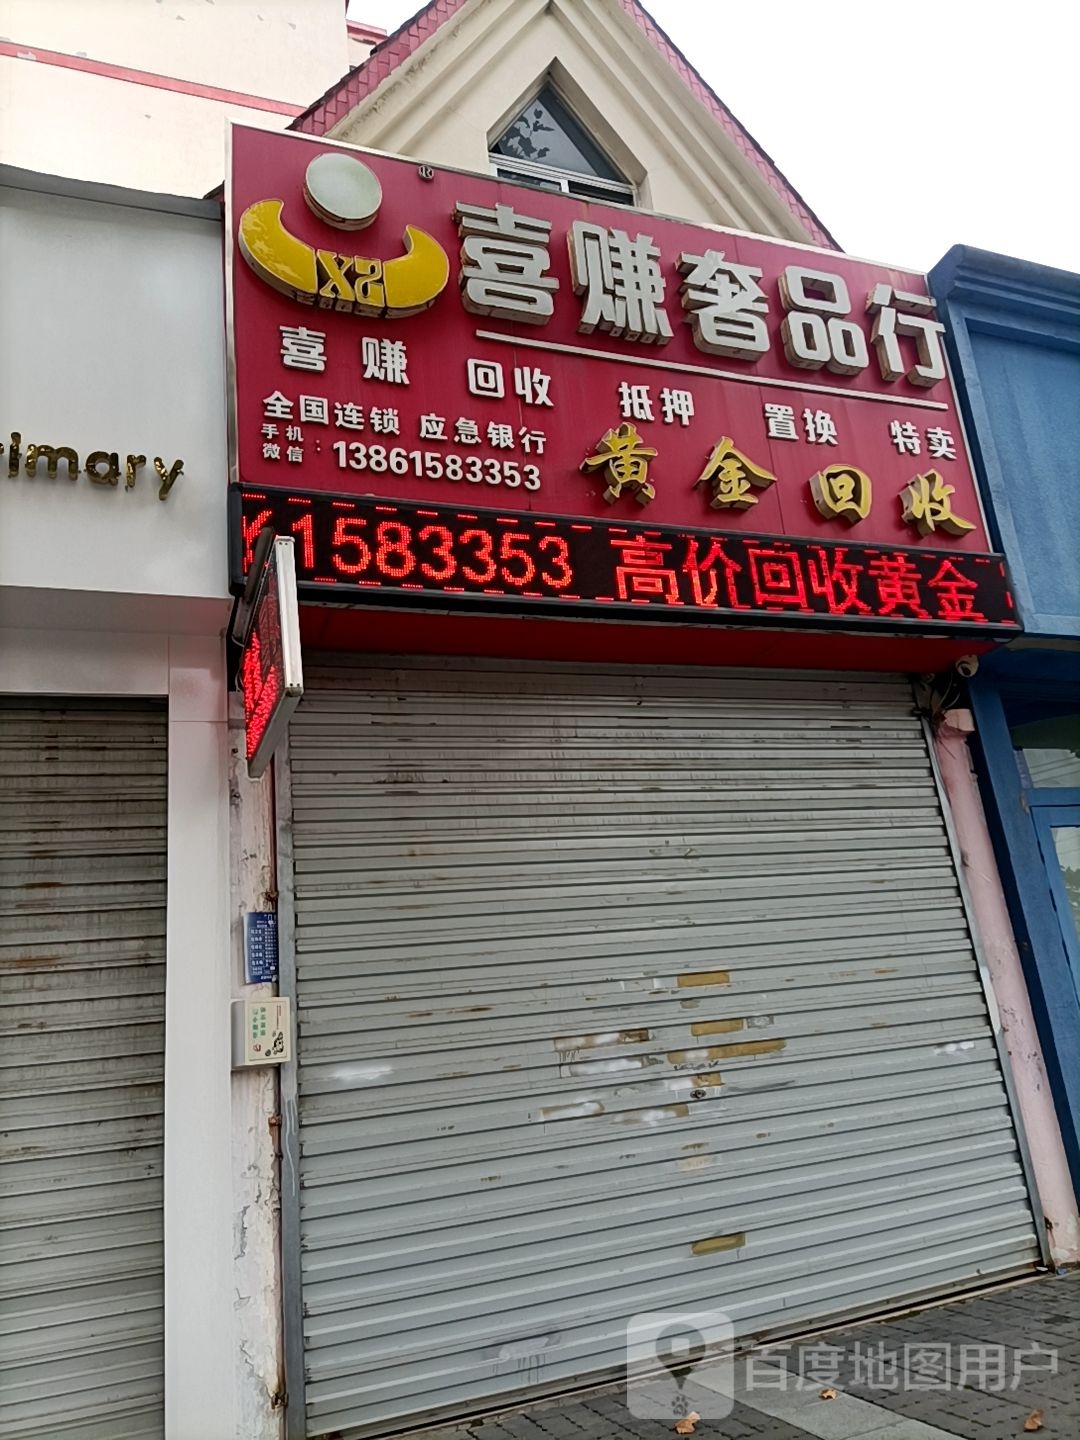 ®
XZ
喜赚奢品行
喜赚 回收 抵押 置换 特卖
全国连锁 应急银行
手机
微信：13861583353
黄金回收
1583353 高价回收黄金
rimary
百度地图用户